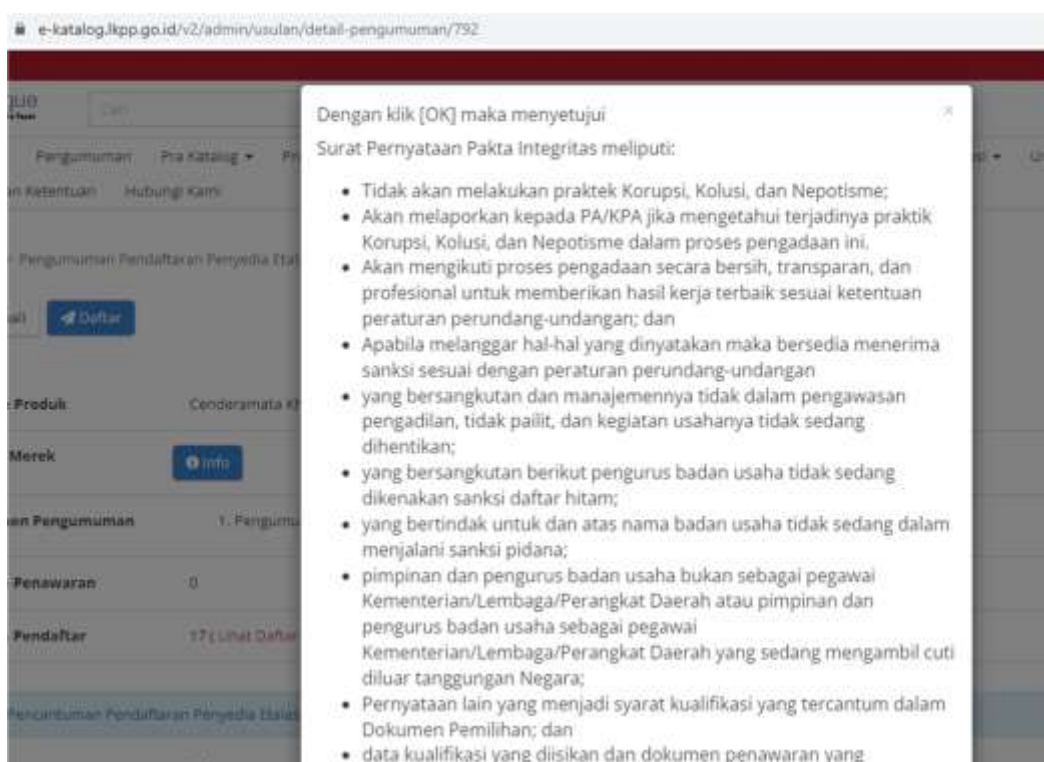 e-katalog.lkpp.go.id/v2/admin/usulan/detail-pengumuman/792
Cari
Pengumuman Pra Katalog
Ketentuan Hubungi Kami
Pengumuman Pendaftaran Penyedia
Daftar
Produk Cenderamata
Merek
Info
Pengumuman 1.
Penawaran 0
Pendaftar 17 ( Lihat Daftar
Pencantuman Pendaftaran Penyedia
Dengan klik [OK] maka menyetujui
×
Surat Pernyataan Pakta Integritas meliputi:
• Tidak akan melakukan praktek Korupsi, Kolusi, dan Nepotisme;
• Akan melaporkan kepada PA/KPA jika mengetahui terjadinya praktik
Korupsi, Kolusi, dan Nepotisme dalam proses pengadaan ini.
• Akan mengikuti proses pengadaan secara bersih, transparan, dan
profesional untuk memberikan hasil kerja terbaik sesuai ketentuan
peraturan perundang-undangan; dan
• Apabila melanggar hal-hal yang dinyatakan maka bersedia menerima
sanksi sesuai dengan peraturan perundang-undangan
• yang bersangkutan dan manajemennya tidak dalam pengawasan
pengadilan, tidak pailit, dan kegiatan usahanya tidak sedang
dihentikan;
• yang bersangkutan berikut pengurus badan usaha tidak sedang
dikenakan sanksi daftar hitam;
• yang bertindak untuk dan atas nama badan usaha tidak sedang dalam
menjalani sanksi pidana;
• pimpinan dan pengurus badan usaha bukan sebagai pegawai
Kementerian/Lembaga/Perangkat Daerah atau pimpinan dan
pengurus badan usaha sebagai pegawai
Kementerian/Lembaga/Perangkat Daerah yang sedang mengambil cuti
diluar tanggungan Negara;
• Pernyataan lain yang menjadi syarat kualifikasi yang tercantum dalam
Dokumen Pemilihan; dan
• data kualifikasi yang diisikan dan dokumen penawaran yang